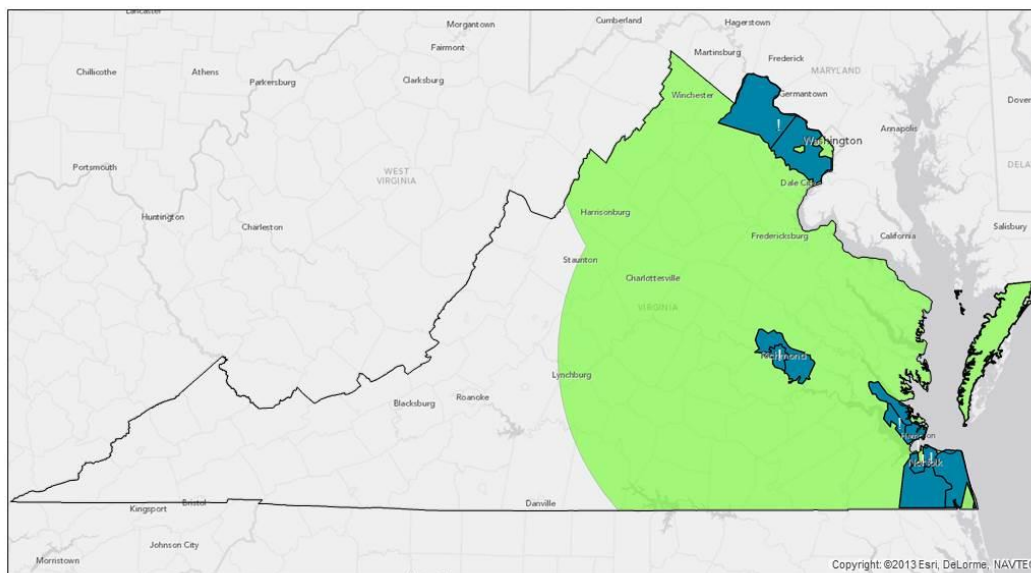 Lancaster
Morgantown
Cumberland
Hagerstown
Fairmont
Martinsburg
Frederick
Chillicothe
Athens
Parkersburg
Clarksburg
MARYLAND
Winchester
Germantown
Dover
Annapolis
Washington
Portsmouth
WEST
VIRGINIA
Dale City
DELA
Huntington
Charleston
Harrisonburg
Salisbury
Fredericksburg
California
Staunton
Charlottesville
VIRGINIA
Richmond
Lynchburg
Roanoke
Blacksburg
Norfolk
Bristol
Danville
Kingsport
Johnson City
Morristown
Copyright: ©2013 Esri, DeLorme, NAVTEQ